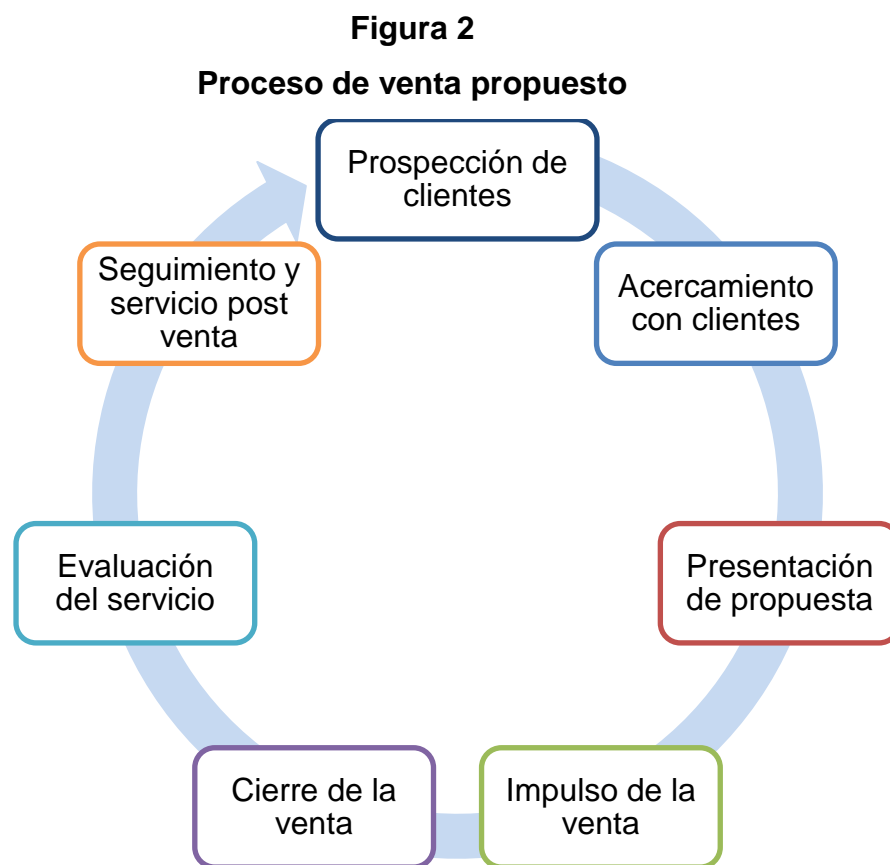 Figura 2
Proceso de venta propuesto
Prospección de
clientes
Acercamiento
con clientes
Presentación
de propuesta
Impulso de la
venta
Cierre de la
venta
Evaluación
del servicio
Seguimiento y
servicio post
venta